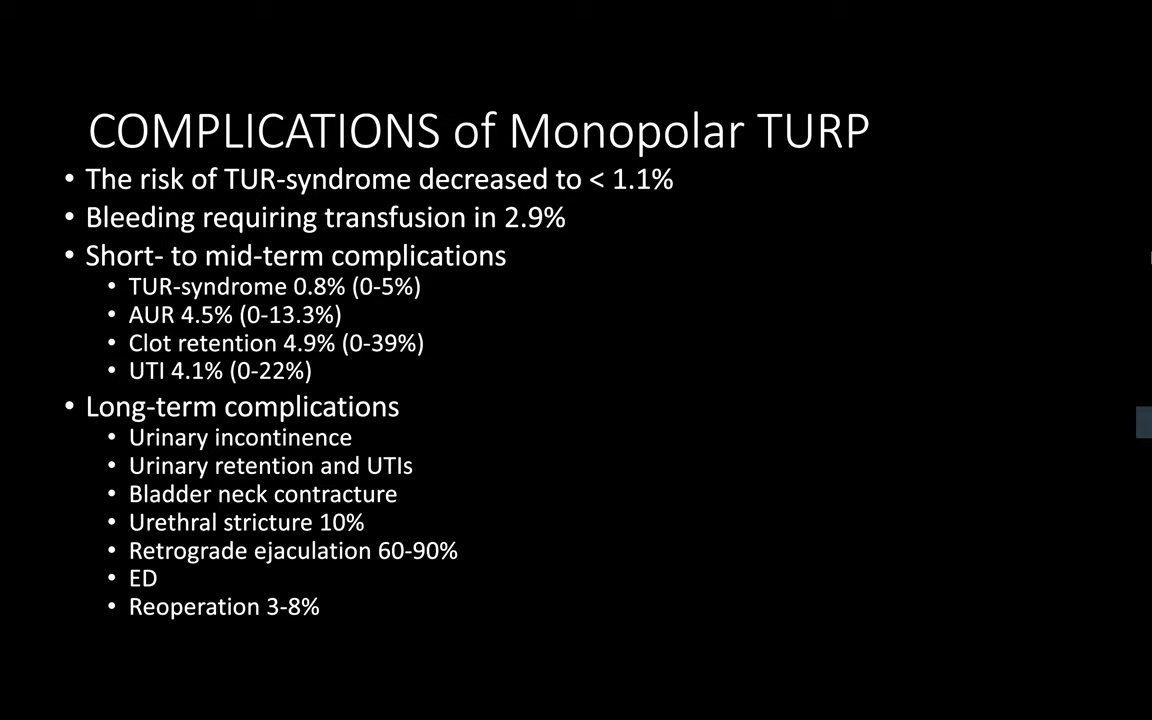 COMPLICATIONS of Monopolar TURP
• The risk of TUR-syndrome decreased to < 1.1%
• Bleeding requiring transfusion in 2.9%
• Short- to mid-term complications
• TUR-syndrome 0.8% (0-5%)
• AUR 4.5% (0-13.3%)
• Clot retention 4.9% (0-39%)
• UTI 4.1% (0-22%)
• Long-term complications
• Urinary incontinence
• Urinary retention and UTIs
• Bladder neck contracture
• Urethral stricture 10%
• Retrograde ejaculation 60-90%
• ED
• Reoperation 3-8%